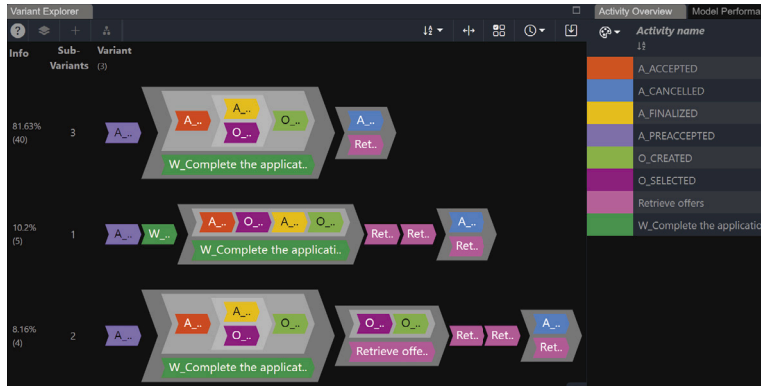 Variant Explorer
Activity Overview
Model Performa
Info
Sub-
Variants
Variant
(3)
Activity name
A_ACCEPTED
A_CANCELLED
A_FINALIZED
A_PREACCEPTED
O_CREATED
O_SELECTED
Retrieve offers
W_Complete the applicatio
81.63%
(40)
3
A_..
A_..
A_..
O_..
O_..
W_Complete the applicat..
A_..
Ret..
10.2%
(5)
1
A_..
W_..
A_..
O_..
A_..
O_..
W_Complete the applicati..
Ret..
Ret..
A_..
Ret..
8.16%
(4)
2
A_..
A_..
A_..
O_..
O_..
W_Complete the applicat..
O_..
O_..
Retrieve offe..
Ret..
Ret..
A_..
Ret..